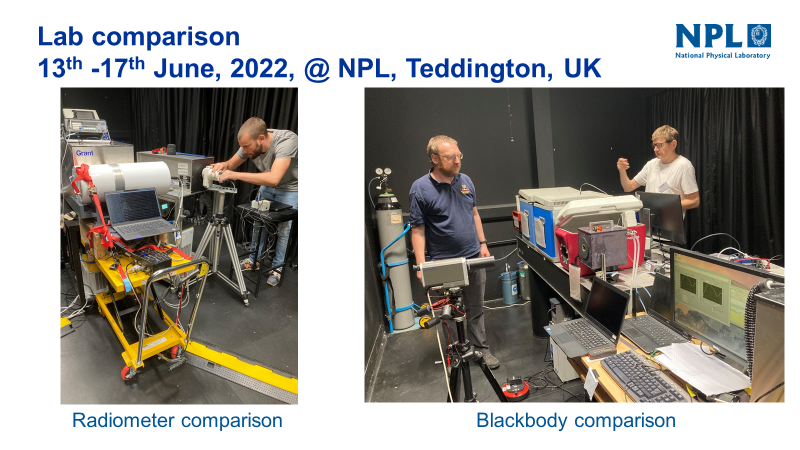 Lab comparison
13th -17th June, 2022, @ NPL, Teddington, UK
NPL
National Physical Laboratory
Grant
Radiometer comparison
Blackbody comparison